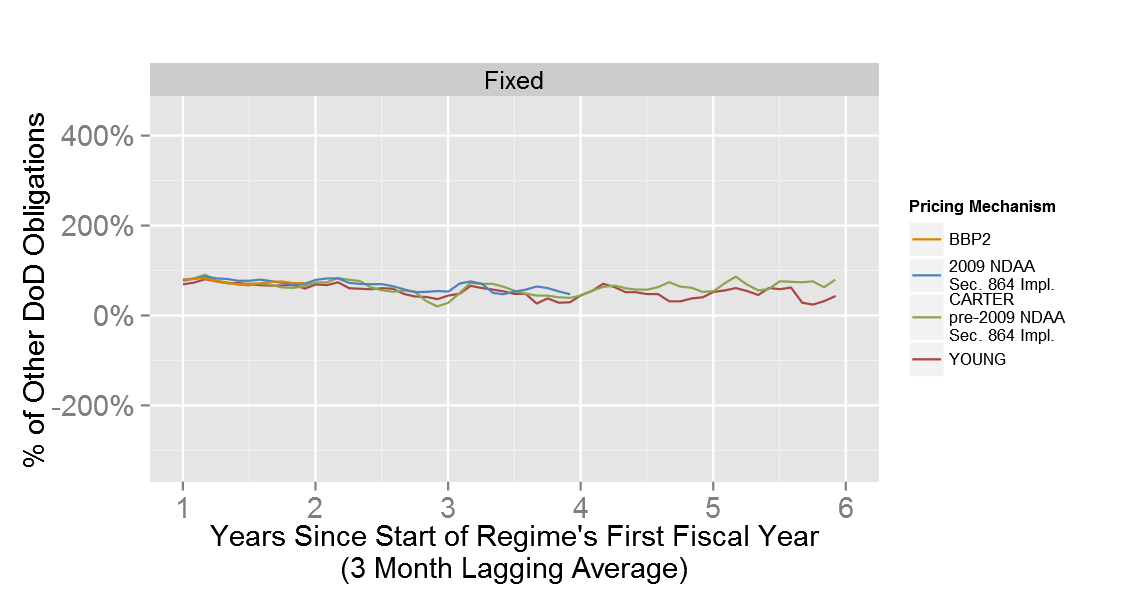 Fixed
400%
200%
0%
-200%
% of Other DoD Obligations
1 2 3 4 5 6
Years Since Start of Regime's First Fiscal Year
(3 Month Lagging Average)
Pricing Mechanism
BBP2
2009 NDAA
Sec. 864 Impl.
CARTER
pre-2009 NDAA
Sec. 864 Impl.
YOUNG